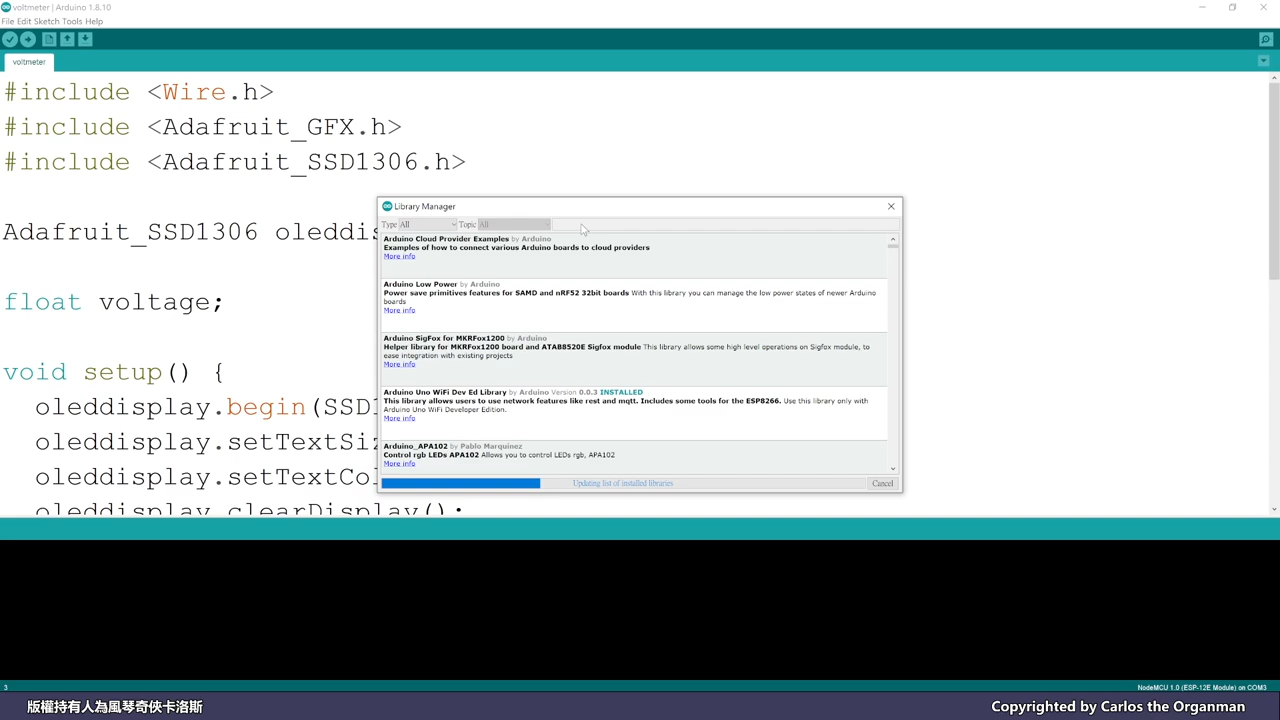 voltmeter | Arduino 1.8.10
File Edit Sketch Tools Help
voltmeter
#include <Wire.h>
#include <Adafruit_GFX.h>
#include <Adafruit_SSD1306.h>
Adafruit_SSD1306 oleddis
float voltage;
void setup() {
oleddisplay.begin(SSD1
oleddisplay.setTextSiz
oleddisplay.setTextCol
oleddisplay.clearDisplay();
Library Manager
Type All Topic All
Arduino Cloud Provider Examples by Arduino
Examples of how to connect various Arduino boards to cloud providers
More info
Arduino Low Power by Arduino
Power save primitives features for SAMD and nRF52 32bit boards With this library you can manage the low power states of newer Arduino
boards
More info
Arduino SigFox for MKRFox1200 by Arduino
Helper library for MKRFox1200 board and ATAB8520E Sigfox module This library allows some high level operations on Sigfox module, to
ease integration with existing projects
More info
Arduino Uno WiFi Dev Ed Library by Arduino Version 0.0.3 INSTALLED
This library allows users to use network features like rest and mqtt. Includes some tools for the ESP8266. Use this library only with
Arduino Uno WiFi Developer Edition.
More info
Arduino_APA102 by Pablo Marquínez
Control rgb LEDs APA102 Allows you to control LEDs rgb, APA102
More info
Updating list of installed libraries
Cancel
3
NodeMCU 1.0 (ESP-12E Module) on COM3
版權持有人為風琴奇俠卡洛斯
Copyrighted by Carlos the Organman